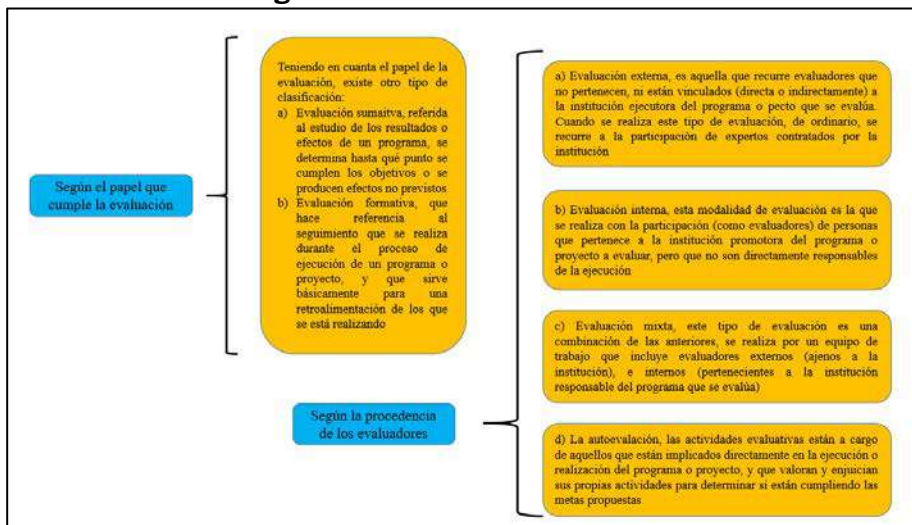 Según el papel que
cumple la evaluación
Teniendo en cuanta el papel de la
evaluación, existe otro tipo de
clasificación:
a) Evaluación sumaitva, referida
al estudio de los resultados o
efectos de un programa, se
determina hasta qué punto se
cumplen los objetivos o se
producen efectos no previstos
b) Evaluación formativa, que
hace referencia al
seguimiento que se realiza
durante el proceso de
ejecución de un programa o
proyecto, y que sirve
básicamente para una
retroalimentación de los que
se está realizando
Según la procedencia
de los evaluadores
a) Evaluación externa, es aquella que recurre evaluadores que
no pertenecen, ni están vinculados (directa o indirectamente) a
la institución ejecutora del programa o pecto que se evalúa.
Cuando se realiza este tipo de evaluación, de ordinario, se
recurre a la participación de expertos contratados por la
institución
b) Evaluación interna, esta modalidad de evaluación es la que
se realiza con la participación (como evaluadores) de personas
que pertenece a la institución promotora del programa o
proyecto a evaluar, pero que no son directamente responsables
de la ejecución
c) Evaluación mixta, este tipo de evaluación es una
combinación de las anteriores, se realiza por un equipo de
trabajo que incluye evaluadores externos (ajenos a la
institución), e internos (pertenecientes a la institución
responsable del programa que se evalúa)
d) La autoevalación, las actividades evaluativas están a cargo
de aquellos que están implicados directamente en la ejecución o
realización del programa o proyecto, y que valoran y enjuician
sus propias actividades para determinar si están cumpliendo las
metas propuestas